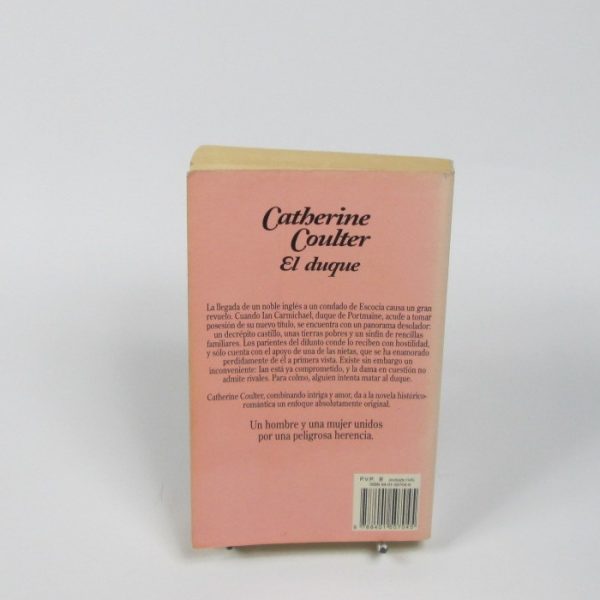 Catherine
Coulter
El duque
La llegada de un noble inglés a un condado de Escocia causa un gran
revuelo. Cuando Ian Carmichael, duque de Portmaine, acude a tomar
posesión de su nuevo título, se encuentra con un panorama desolador:
un decrépito castillo, unas tierras pobres y un sinfín de rencillas
familiares. Los parientes del difunto conde lo reciben con hostilidad,
y sólo cuenta con el apoyo de una de las nietas, que se ha enamorado
perdidamente de él a primera vista. Existe sin embargo un
inconveniente: Ian está ya comprometido, y la dama en cuestión no
admite rivales. Para colmo, alguien intenta matar al duque.
Catherine Coulter, combinando intriga y amor, da a la novela histórico-
romántica un enfoque absolutamente original.
Un hombre y una mujer unidos
por una peligrosa herencia.
P.V.P.